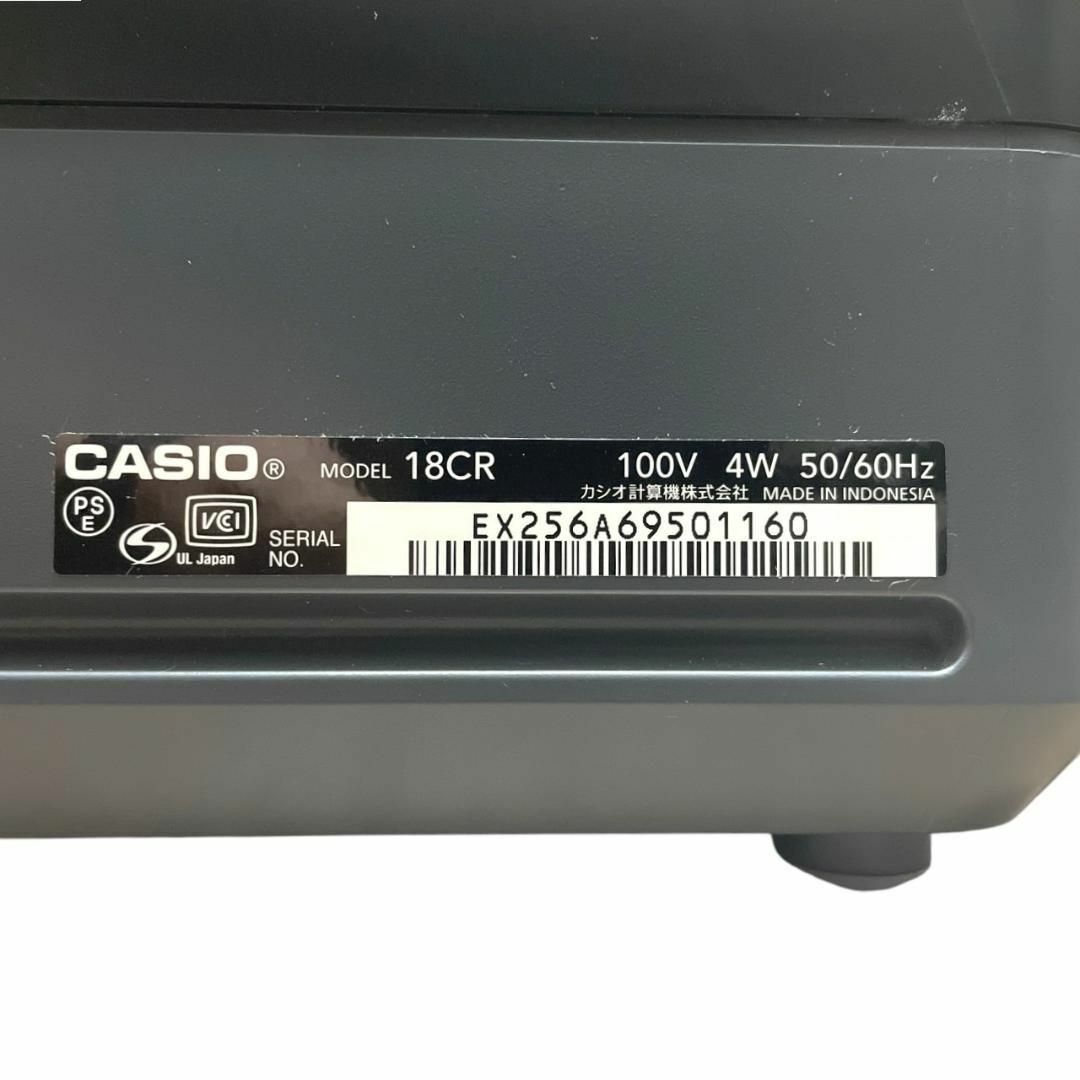 CASIO® MODEL 18CR 100V 4W 50/60Hz
カシオ計算機株式会社 MADE IN INDONESIA
PS
E
VCI
UL Japan
SERIAL
NO.
EX256A69501160